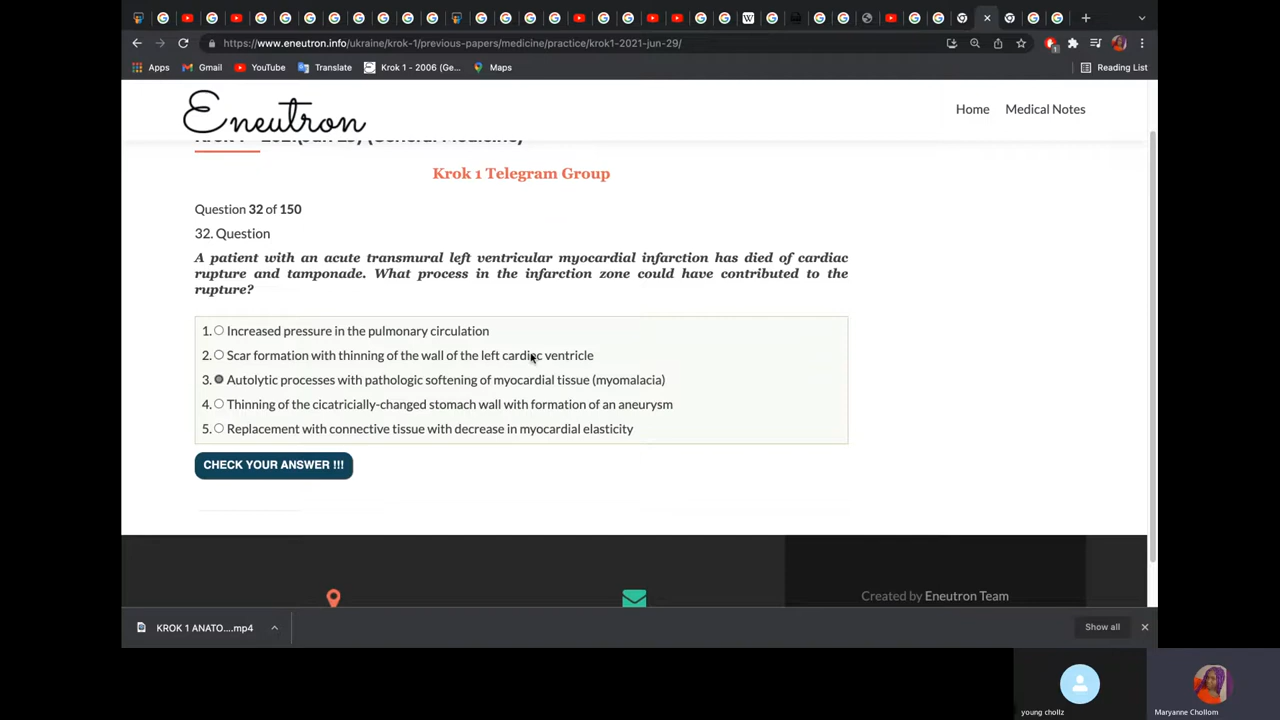 https://www.eneutron.info/ukraine/krok-1/previous-papers/medicine/practice/krok1-2021-jun-29/
Apps Gmail YouTube Translate Krok 1 - 2006 (Ge... Maps Reading List
Eneutron
Home Medical Notes
Krok 1 Telegram Group
Question 32 of 150
32. Question
A patient with an acute transmural left ventricular myocardial infarction has died of cardiac
rupture and tamponade. What process in the infarction zone could have contributed to the
rupture?
1. Increased pressure in the pulmonary circulation
2. Scar formation with thinning of the wall of the left cardiac ventricle
3. Autolytic processes with pathologic softening of myocardial tissue (myomalacia)
4. Thinning of the cicatricially-changed stomach wall with formation of an aneurysm
5. Replacement with connective tissue with decrease in myocardial elasticity
CHECK YOUR ANSWER !!!
Created by Eneutron Team
KROK 1 ANATO....mp4
Show all
young chollz
Maryanne Chollom